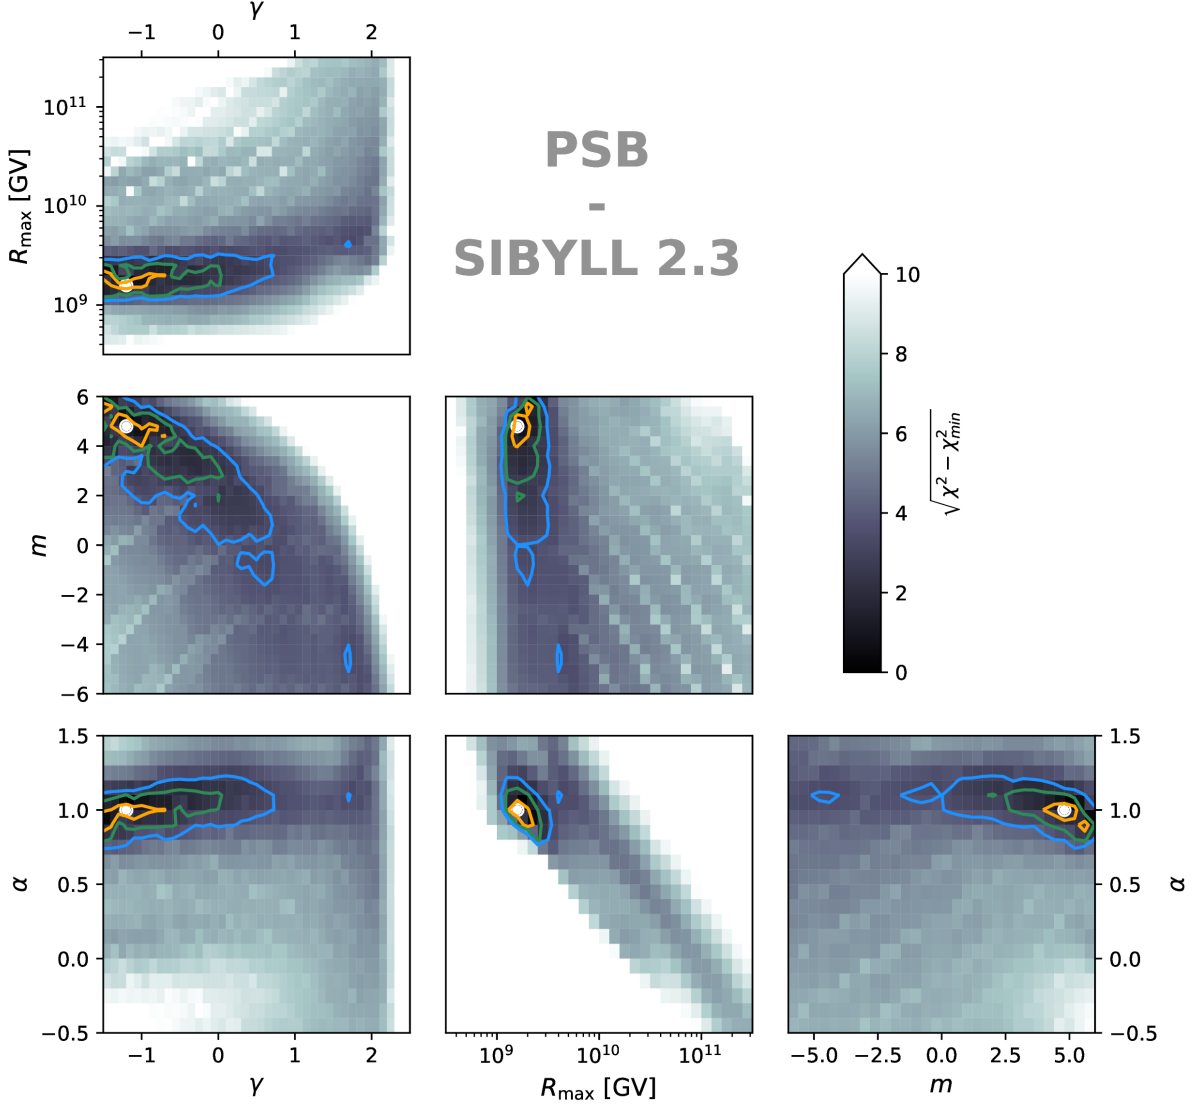 γ
−1 0 1 2
10¹¹
10¹⁰
10⁹
R_max [GV]
PSB
-
SIBYLL 2.3
10
8
6
4
2
0
√χ² − χ²_min
6
4
2
0
−2
−4
−6
m
1.5
1.0
0.5
0.0
−0.5
α
−1 0 1 2
γ
10⁹ 10¹⁰ 10¹¹
R_max [GV]
−5.0 −2.5 0.0 2.5 5.0
m
1.5
1.0
0.5
0.0
−0.5
α